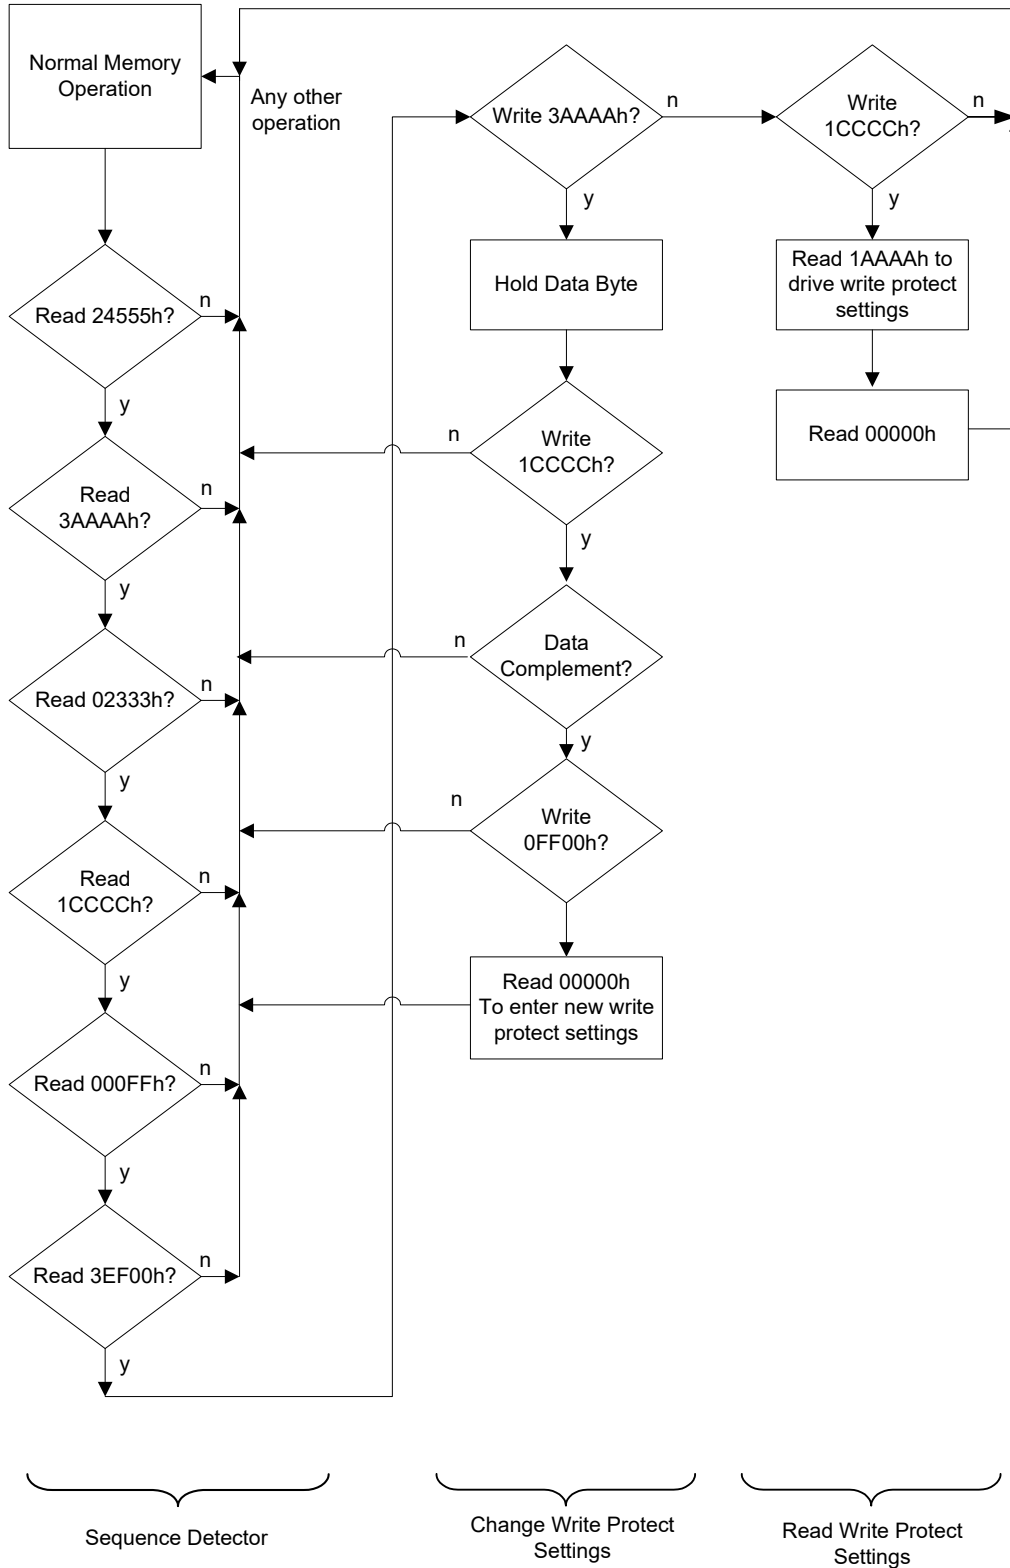 Normal Memory
Operation
Any other
operation
Read 24555h?
n
y
Read
3AAAAh?
n
y
Read 02333h?
n
y
Read
1CCCCh?
n
y
Read 000FFh?
n
y
Read 3EF00h?
n
y
Write 3AAAAh?
n
y
Hold Data Byte
Write
1CCCCh?
n
y
Data
Complement?
n
y
Write
0FF00h?
n
Read 00000h
To enter new write
protect settings
Write
1CCCCh?
n
y
Read 1AAAAh to
drive write protect
settings
Read 00000h
Sequence Detector
Change Write Protect
Settings
Read Write Protect
Settings